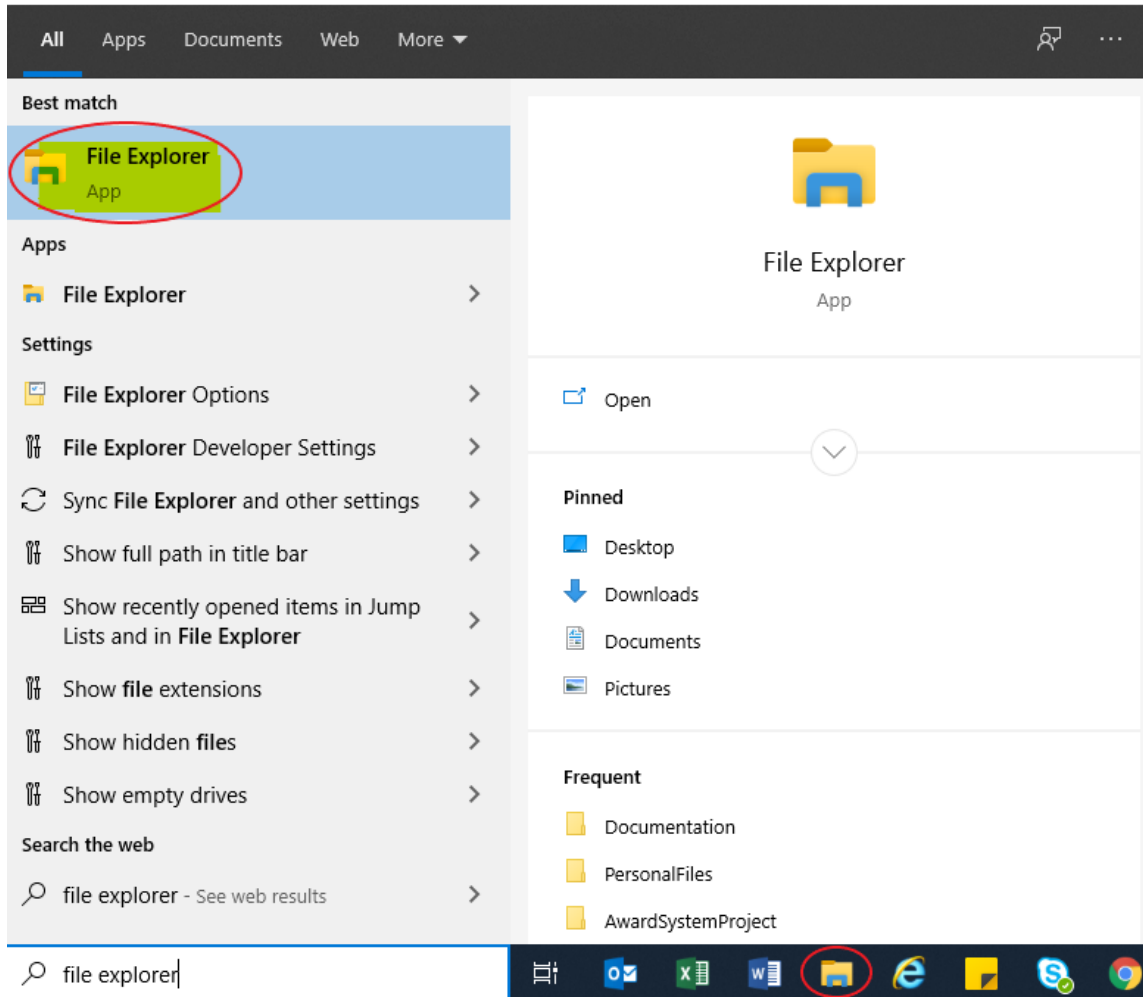 All Apps Documents Web More
Best match
File Explorer
App
Apps
File Explorer
Settings
File Explorer Options
File Explorer Developer Settings
Sync File Explorer and other settings
Show full path in title bar
Show recently opened items in Jump
Lists and in File Explorer
Show file extensions
Show hidden files
Show empty drives
Search the web
file explorer - See web results
file explorer
File Explorer
App
Open
Pinned
Desktop
Downloads
Documents
Pictures
Frequent
Documentation
PersonalFiles
AwardSystemProject